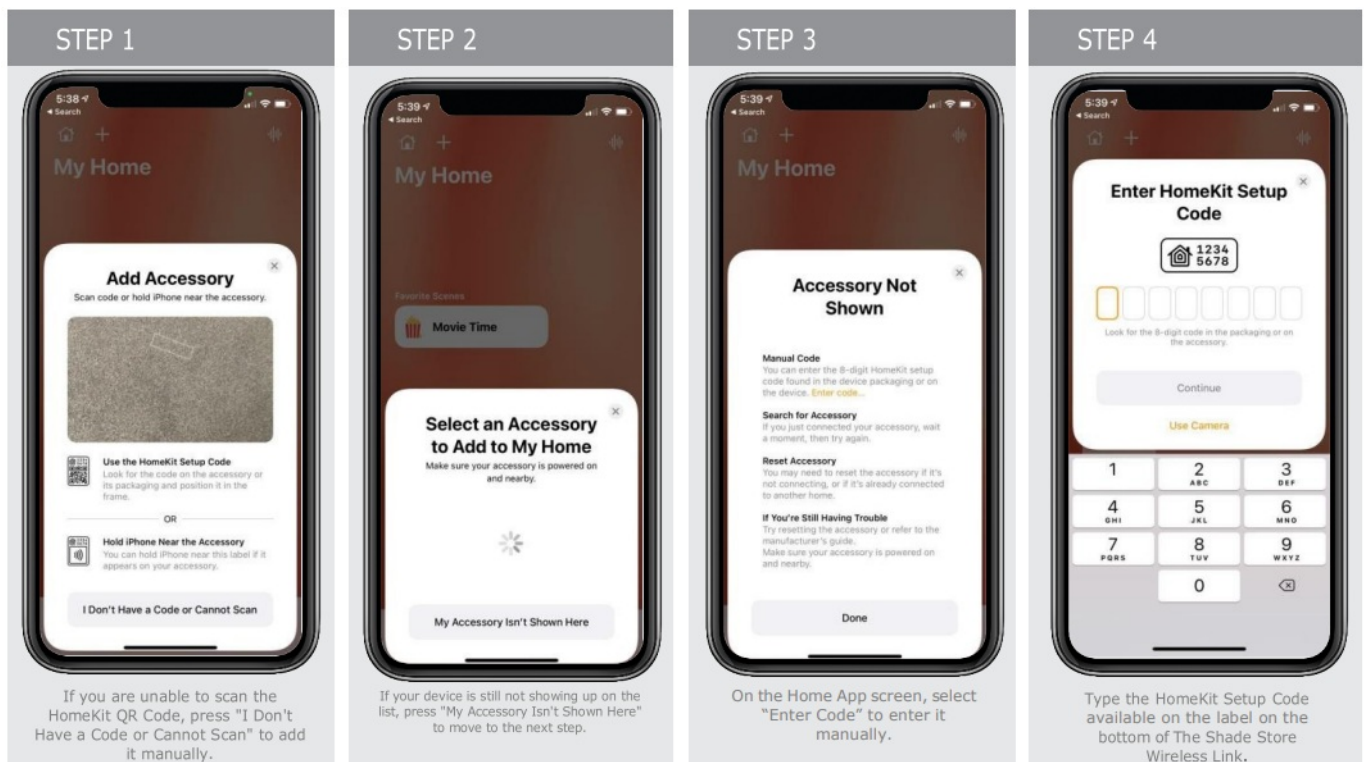 STEP 1
5:38
Search
My Home
Add Accessory
Scan code or hold iPhone near the accessory.
Use the HomeKit Setup Code
Look for the code on the accessory or
its packaging and position it in the
frame.
OR
Hold iPhone Near the Accessory
You can hold iPhone near this label if it
appears on your accessory.
I Don't Have a Code or Cannot Scan
If you are unable to scan the
HomeKit QR Code, press "I Don't
Have a Code or Cannot Scan" to add
it manually.
STEP 2
5:39
Search
My Home
Favorite Scenes
Movie Time
Select an Accessory
to Add to My Home
Make sure your accessory is powered on
and nearby.
My Accessory Isn't Shown Here
If your device is still not showing up on the
list, press "My Accessory Isn't Shown Here"
to move to the next step.
STEP 3
5:39
Search
My Home
Accessory Not
Shown
Manual Code
You can enter the 8-digit HomeKit setup
code found in the device packaging or on
the device. Enter code...
Search for Accessory
If you just connected your accessory, wait
a moment, then try again.
Reset Accessory
You may need to reset the accessory if it's
not connecting, or if it's already connected
to another home.
If You're Still Having Trouble
Try resetting the accessory or refer to the
manufacturer's guide.
Make sure your accessory is powered on
and nearby.
Done
On the Home App screen, select
“Enter Code” to enter it
manually.
STEP 4
5:39
Search
Enter HomeKit Setup
Code
1234
5678
Look for the 8-digit code in the packaging or on
the accessory.
Continue
Use Camera
1
2 ABC
3 DEF
4 GHI
5 JKL
6 MNO
7 PQRS
8 TUV
9 WXYZ
0
Type the HomeKit Setup Code
available on the label on the
bottom of The Shade Store
Wireless Link.